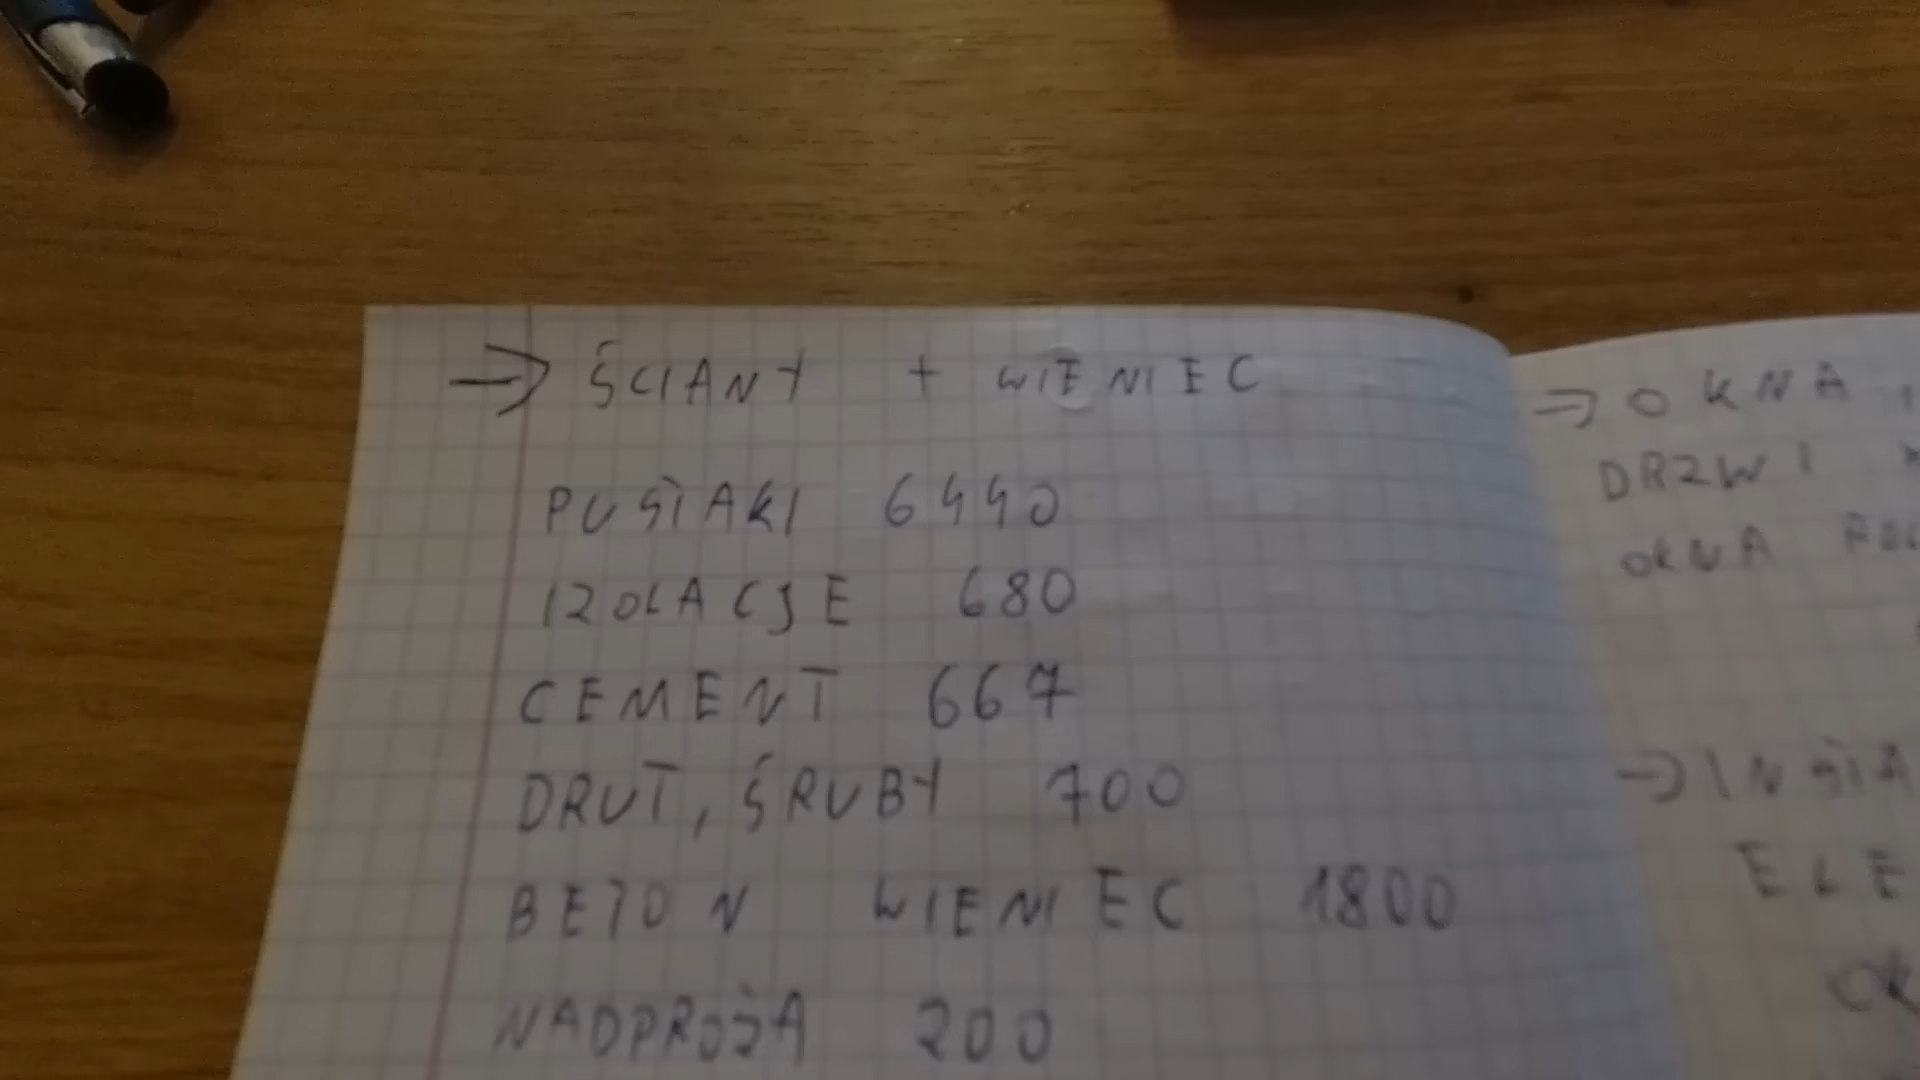 → ŚCIANY + WIENIEC
PUSTAKI 6440
IZOLACJE 680
CEMENT 667
DRUT, ŚRUBY 700
BETON WIENIEC 1800
NADPROŻA 200
→ OKNA,
DRZWI
OKNA
→
ELE